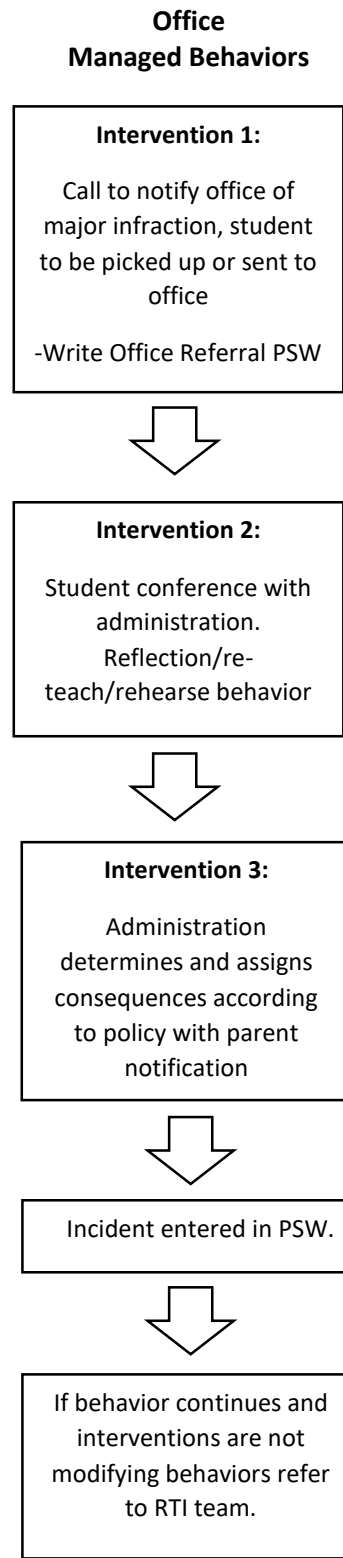 Office
Managed Behaviors
Intervention 1:
Call to notify office of
major infraction, student
to be picked up or sent to
office
-Write Office Referral PSW
Intervention 2:
Student conference with
administration.
Reflection/re-
teach/rehearse behavior
Intervention 3:
Administration
determines and assigns
consequences according
to policy with parent
notification
Incident entered in PSW.
If behavior continues and
interventions are not
modifying behaviors refer
to RTI team.